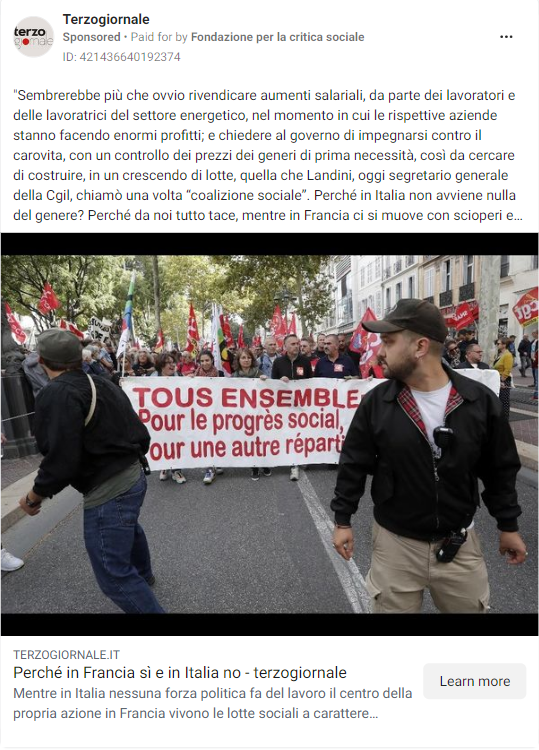 Terzogiornale
Sponsored • Paid for by Fondazione per la critica sociale
ID: 421436640192374
terzo
giornale
"Sembrerebbe più che ovvio rivendicare aumenti salariali, da parte dei lavoratori e
delle lavoratrici del settore energetico, nel momento in cui le rispettive aziende
stanno facendo enormi profitti; e chiedere al governo di impegnarsi contro il
carovita, con un controllo dei prezzi dei generi di prima necessità, così da cercare
di costruire, in un crescendo di lotte, quella che Landini, oggi segretario generale
della Cgil, chiamò una volta “coalizione sociale”. Perché in Italia non avviene nulla
del genere? Perché da noi tutto tace, mentre in Francia ci si muove con scioperi e...
TOUS ENSEMBLE
Pour le progrès social,
our une autre réparti
cgt
TERZOGIORNALE.IT
Perché in Francia sì e in Italia no - terzogiornale
Mentre in Italia nessuna forza politica fa del lavoro il centro della
propria azione in Francia vivono le lotte sociali a carattere...
Learn more